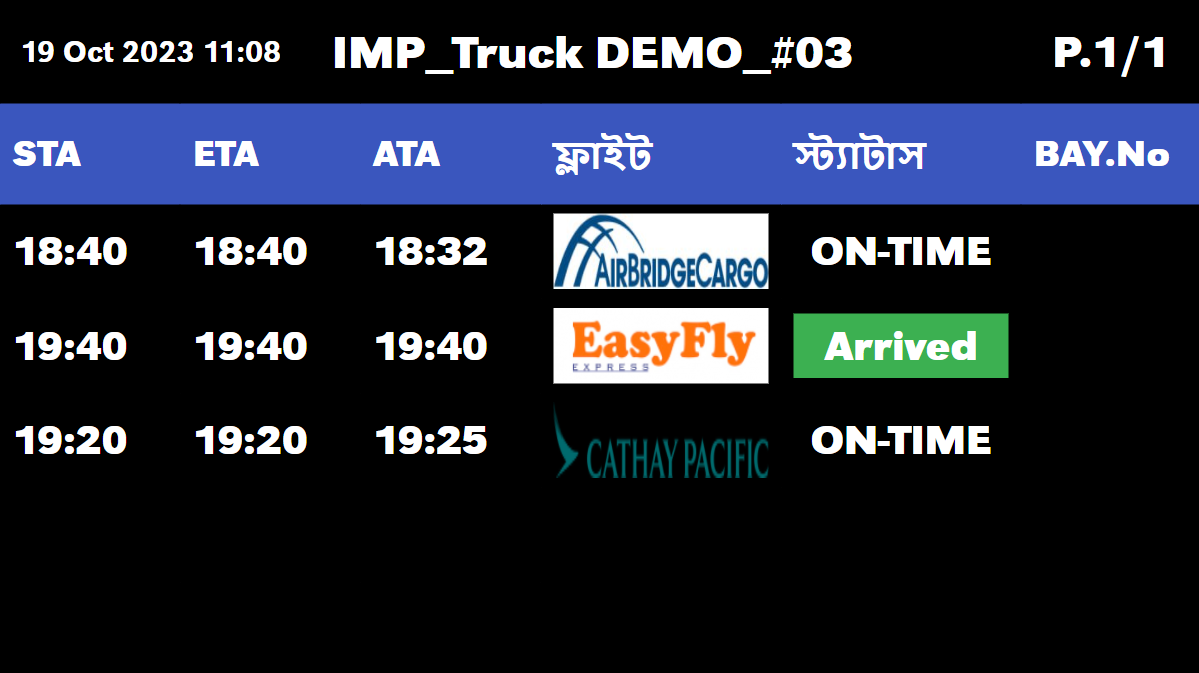 19 Oct 2023 11:08 IMP_Truck DEMO_#03 P.1/1
STA ETA ATA ফ্লাইট স্ট্যাটাস BAY.No
18:40 18:40 18:32 AIRBRIDGECARGO ON-TIME
19:40 19:40 19:40 EasyFly EXPRESS Arrived
19:20 19:20 19:25 CATHAY PACIFIC ON-TIME